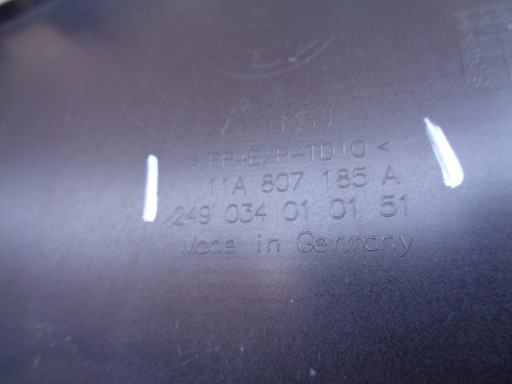 >PP+E/P-TD10<
11A 807 185 A
249 034 01 01 51
Made in Germany